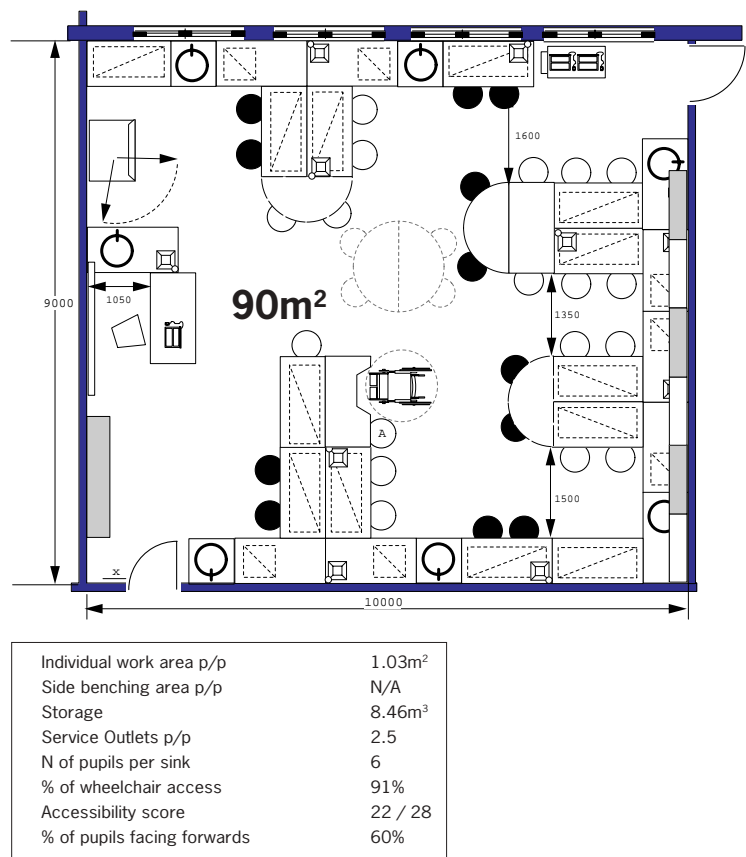 1600
9000
1050
90m²
1350
A
1500
x
10000
Individual work area p/p 1.03m²
Side benching area p/p N/A
Storage 8.46m³
Service Outlets p/p 2.5
N of pupils per sink 6
% of wheelchair access 91%
Accessibility score 22 / 28
% of pupils facing forwards 60%